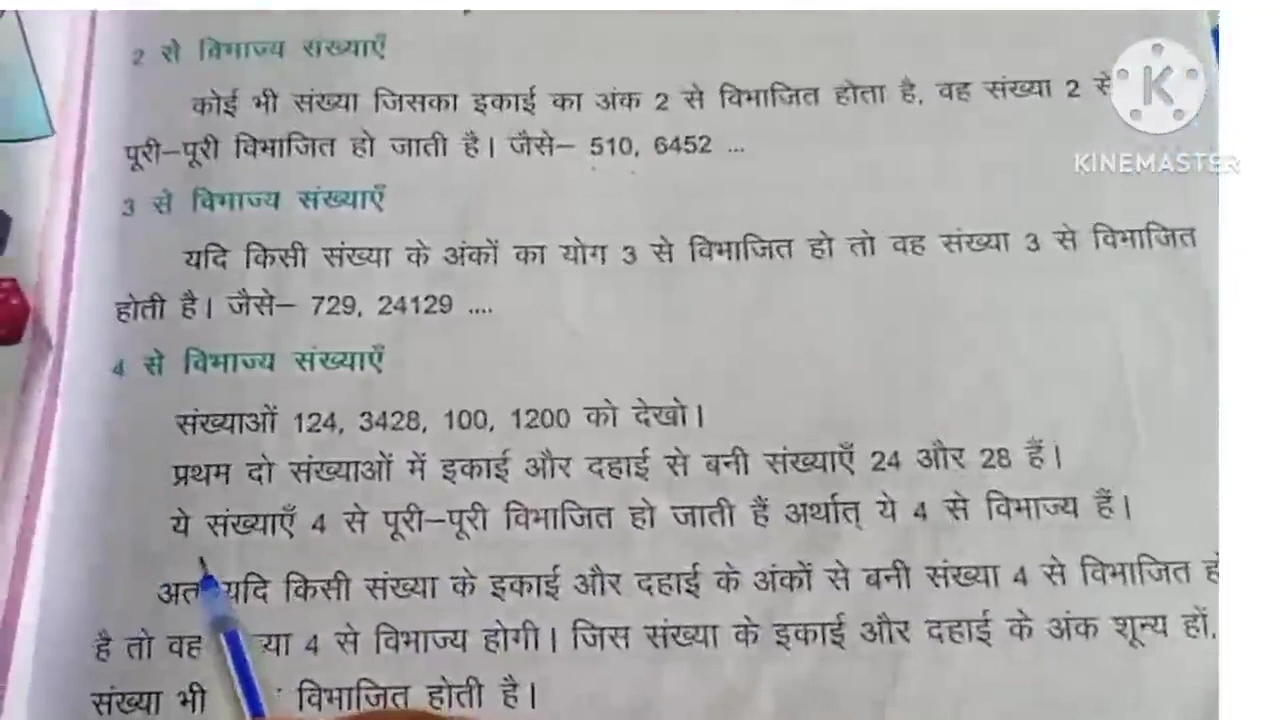 2 से विभाज्य संख्याएँ
कोई भी संख्या जिसका इकाई का अंक 2 से विभाजित होता है, वह संख्या 2 से
पूरी–पूरी विभाजित हो जाती है। जैसे– 510, 6452 ...
3 से विभाज्य संख्याएँ
यदि किसी संख्या के अंकों का योग 3 से विभाजित हो तो वह संख्या 3 से विभाजित
होती है। जैसे– 729, 24129 ....
4 से विभाज्य संख्याएँ
संख्याओं 124, 3428, 100, 1200 को देखो।
प्रथम दो संख्याओं में इकाई और दहाई से बनी संख्याएँ 24 और 28 हैं।
ये संख्याएँ 4 से पूरी–पूरी विभाजित हो जाती हैं अर्थात् ये 4 से विभाज्य हैं।
यदि किसी संख्या के इकाई और दहाई के अंकों से बनी संख्या 4 से विभाजित
है तो वह 4 से विभाज्य होगी। जिस संख्या के इकाई और दहाई के अंक शून्य हों,
संख्या भी विभाजित होती है।
KINEMASTER